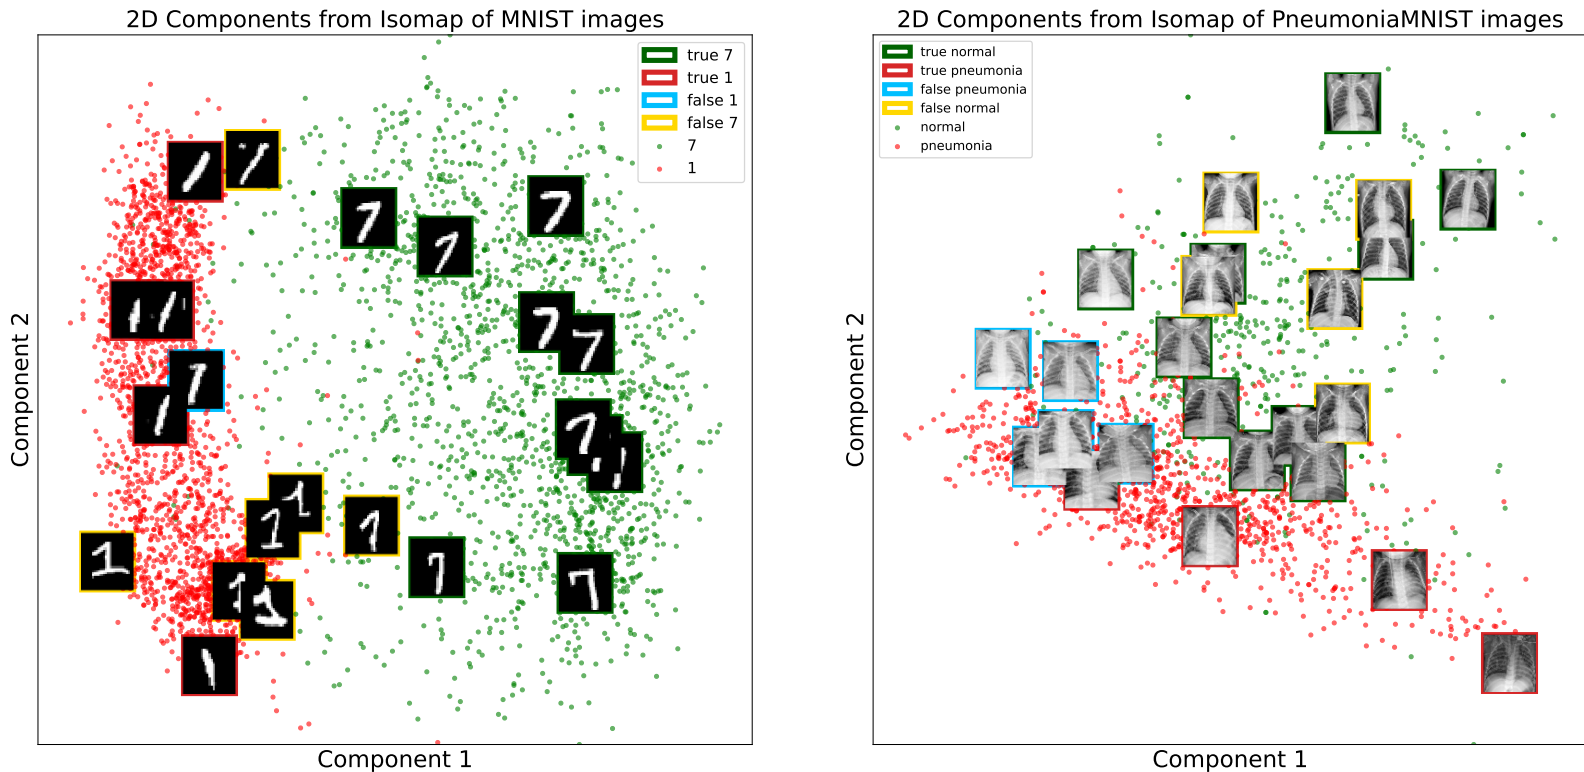 2D Components from Isomap of MNIST images
true 7
true 1
false 1
false 7
7
1
Component 2
Component 1
2D Components from Isomap of PneumoniaMNIST images
true normal
true pneumonia
false pneumonia
false normal
normal
pneumonia
Component 2
Component 1